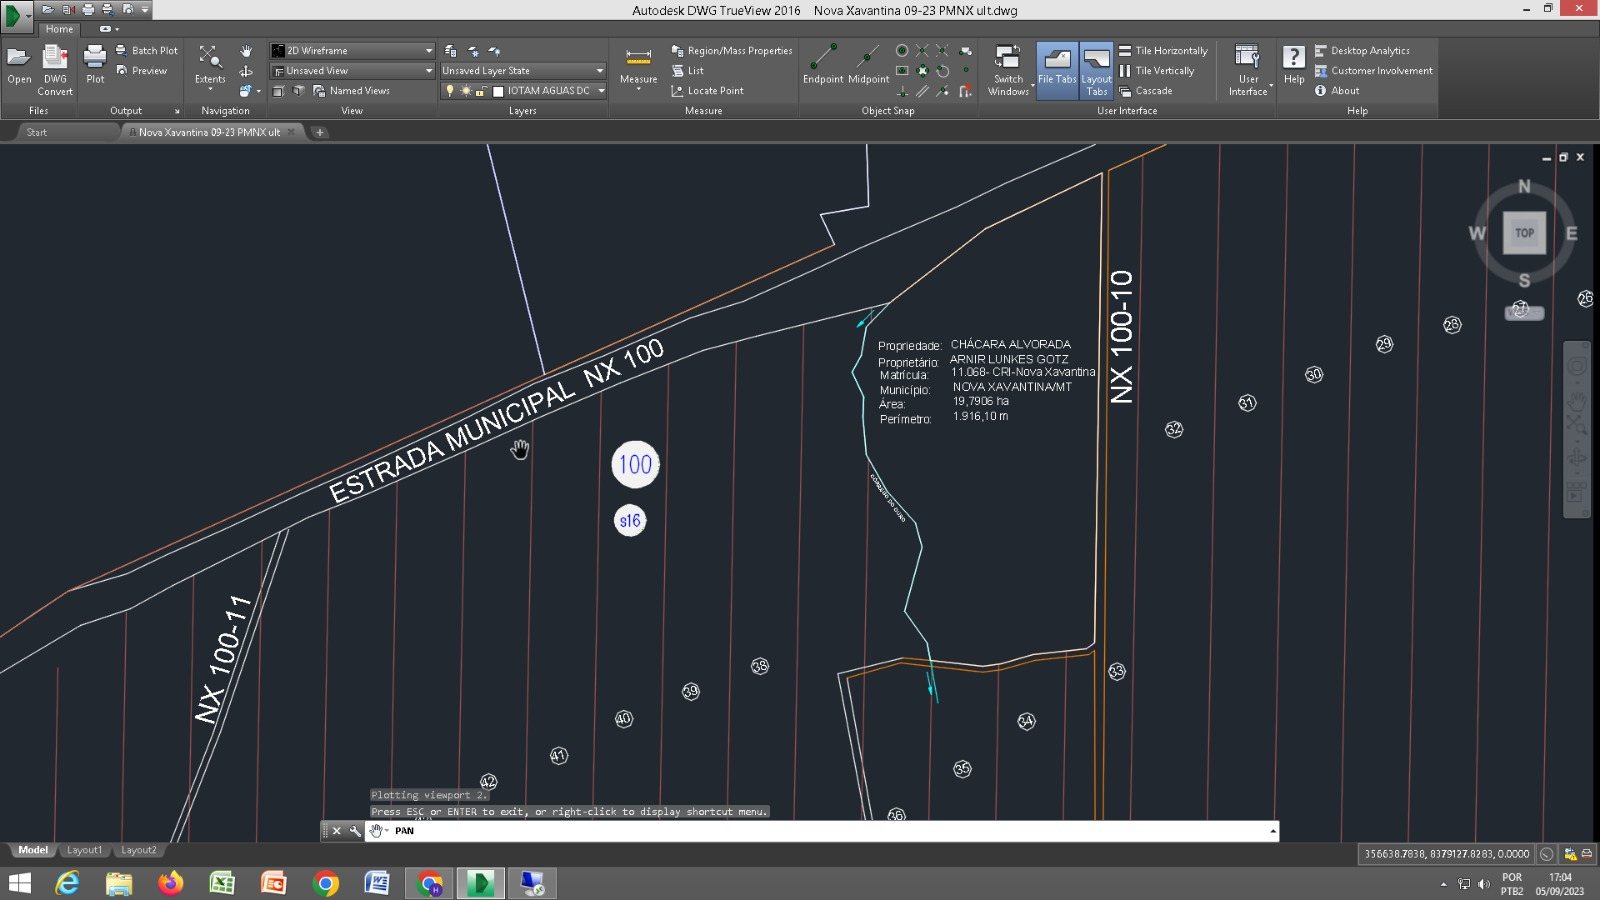 Autodesk DWG TrueView 2016 Nova Xavantina 09-23 PMNX ult.dwg
Home
Open
DWG Convert
Plot
Batch Plot
Preview
Extents
2D Wireframe
Unsaved View
Named Views
Unsaved Layer State
IOTAM AGUAS DC
Measure
Region/Mass Properties
List
Locate Point
Endpoint
Midpoint
Switch Windows
File Tabs
Layout Tabs
Tile Horizontally
Tile Vertically
Cascade
User Interface
Help
Desktop Analytics
Customer Involvement
About
Files
Output
Navigation
View
Layers
Measure
Object Snap
User Interface
Help
Start
Nova Xavantina 09-23 PMNX ult
N
W
TOP
E
S
ESTRADA MUNICIPAL NX 100
NX 100-10
NX 100-11
Propriedade: CHÁCARA ALVORADA
Proprietário: ARNIR LUNKES GOTZ
Matrícula: 11.068- CRI-Nova Xavantina
Município: NOVA XAVANTINA/MT
Área: 19,7906 ha
Perímetro: 1.916,10 m
CÓRREGO DO OURO
100
s16
26
27
28
29
30
31
32
33
34
35
36
38
39
40
41
42
Plotting viewport 2.
Press ESC or ENTER to exit, or right-click to display shortcut menu.
PAN
Model
Layout1
Layout2
356638.7838, 8379127.8283, 0.0000
POR
PTB2
17:04
05/09/2023